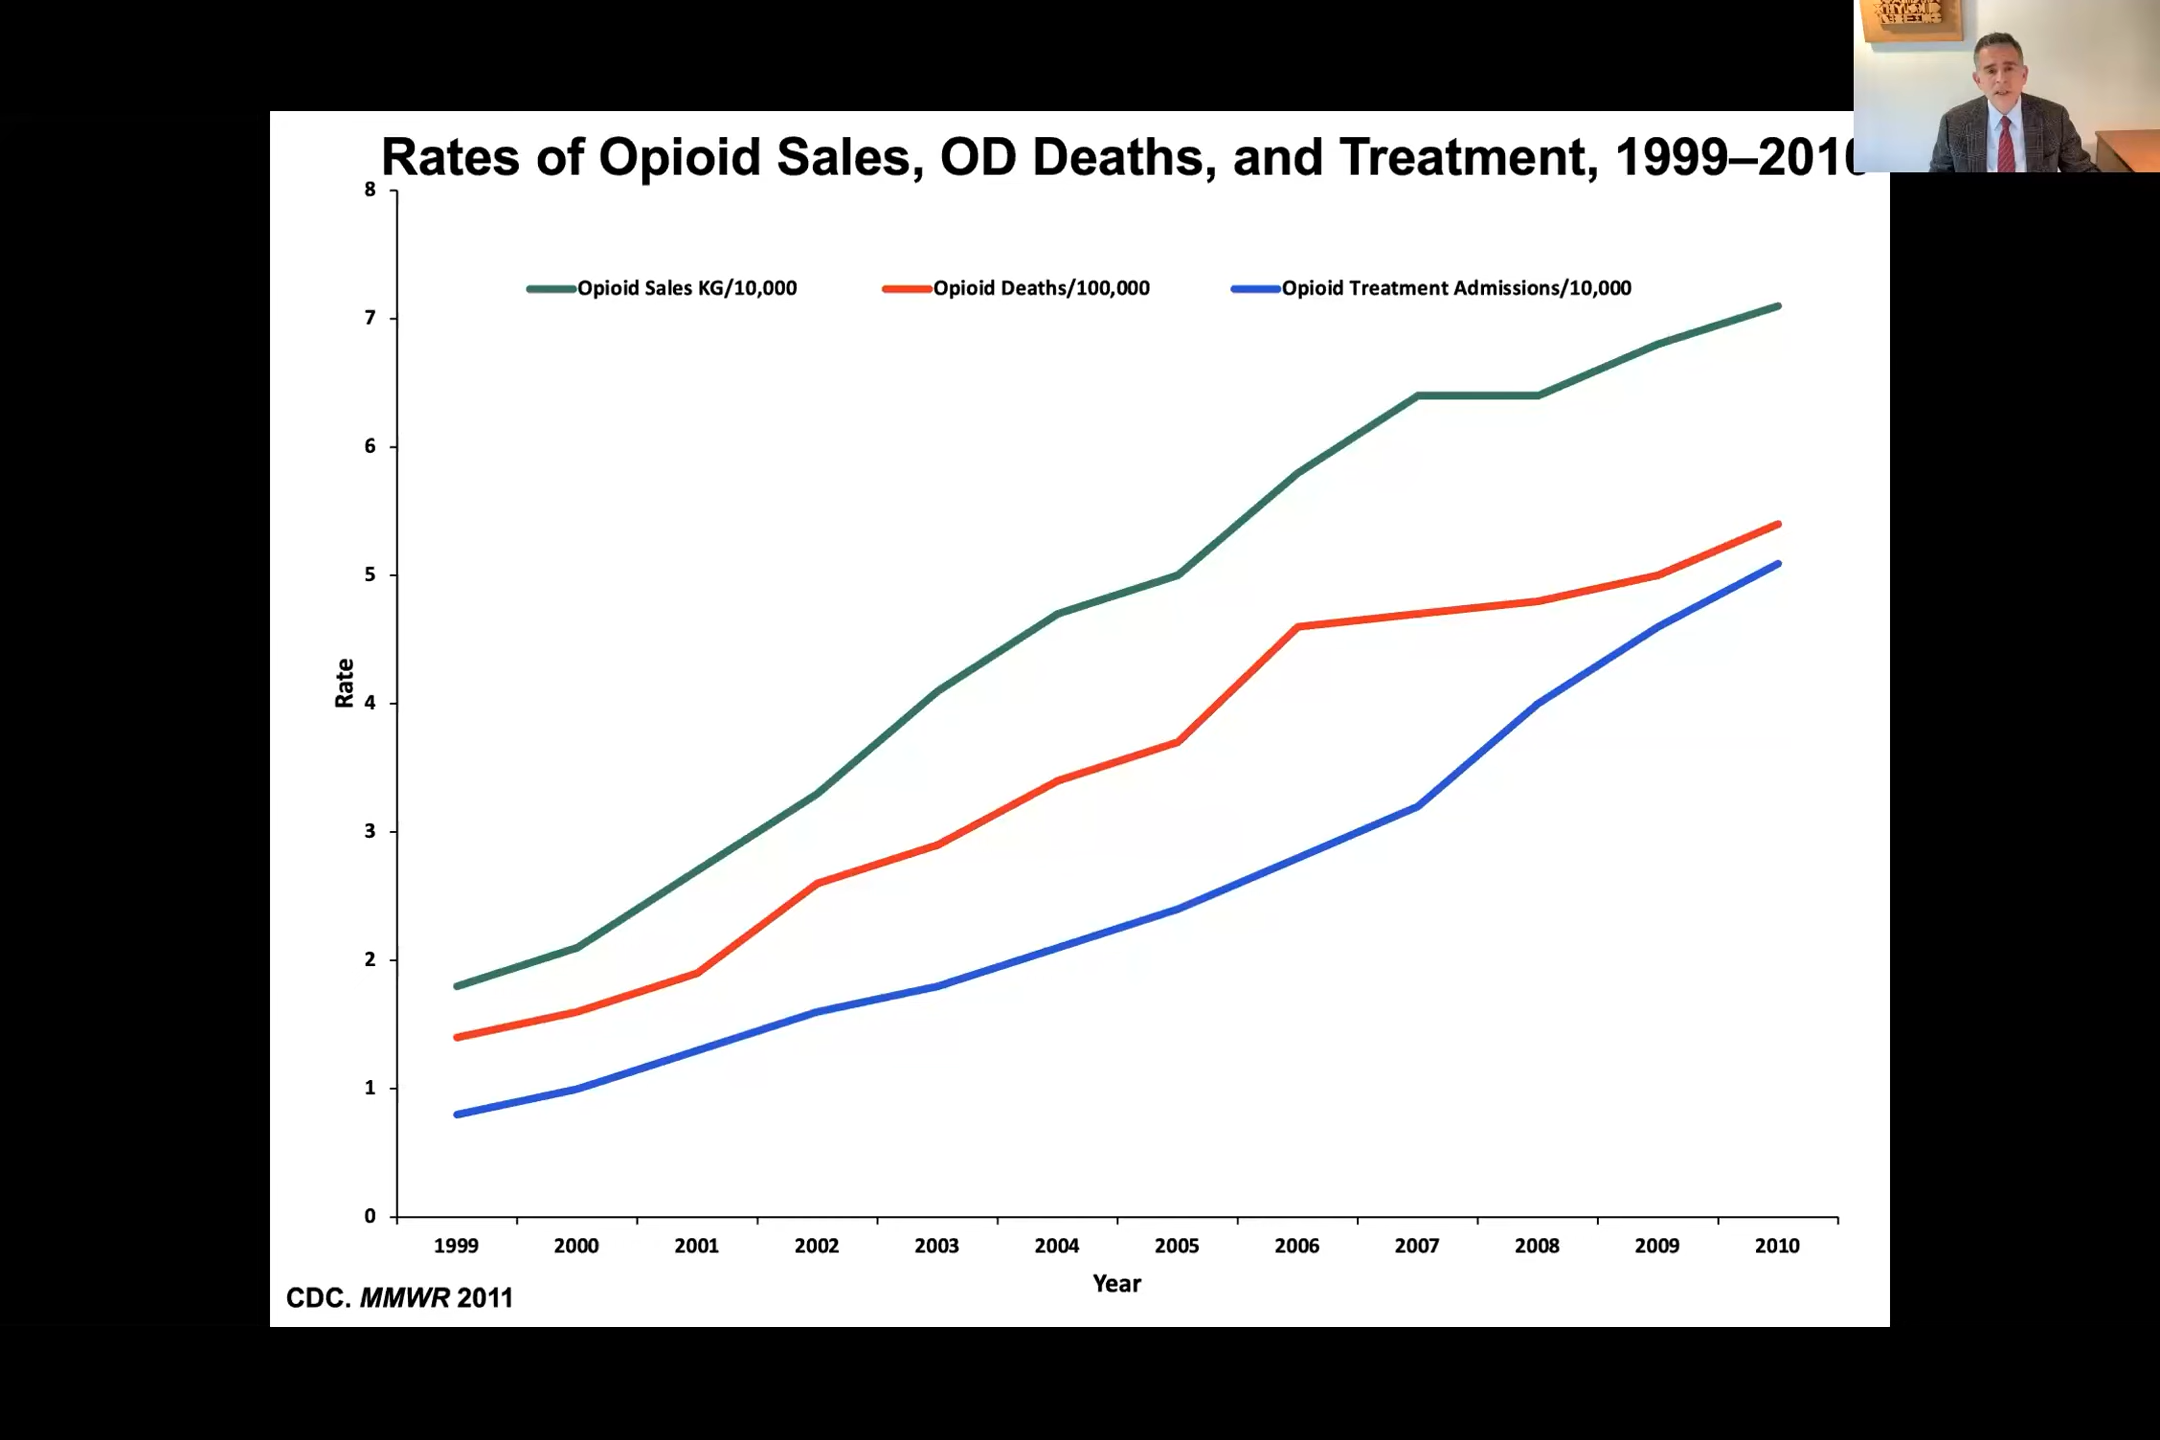 Rates of Opioid Sales, OD Deaths, and Treatment, 1999–2010
8
Opioid Sales KG/10,000 Opioid Deaths/100,000 Opioid Treatment Admissions/10,000
7
6
5
Rate
4
3
2
1
0
1999 2000 2001 2002 2003 2004 2005 2006 2007 2008 2009 2010
Year
CDC. MMWR 2011